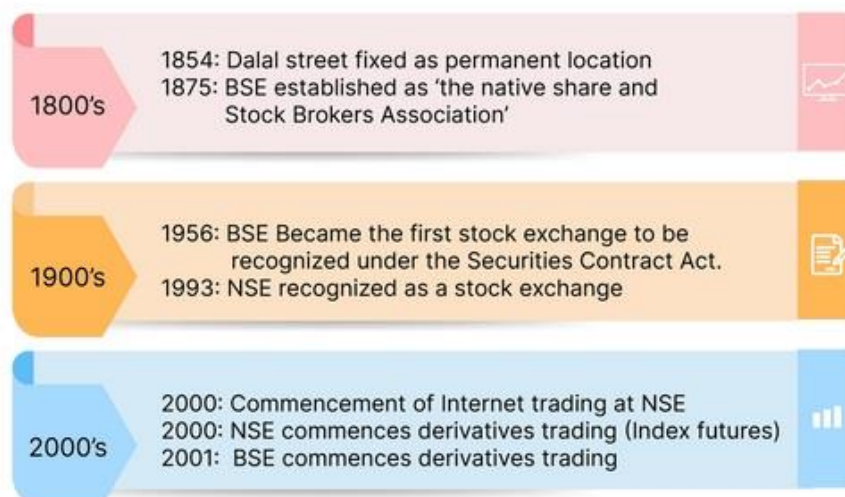 1800's
1854: Dalal street fixed as permanent location
1875: BSE established as ‘the native share and
Stock Brokers Association’
1900's
1956: BSE Became the first stock exchange to be
recognized under the Securities Contract Act.
1993: NSE recognized as a stock exchange
2000's
2000: Commencement of Internet trading at NSE
2000: NSE commences derivatives trading (Index futures)
2001: BSE commences derivatives trading